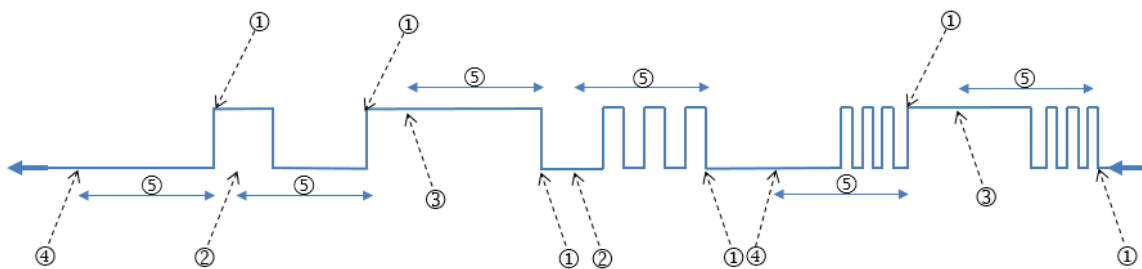 ① ① ①
⑤ ⑤ ⑤
⑤ ⑤ ⑤
③ ③
④ ② ① ② ① ④ ①